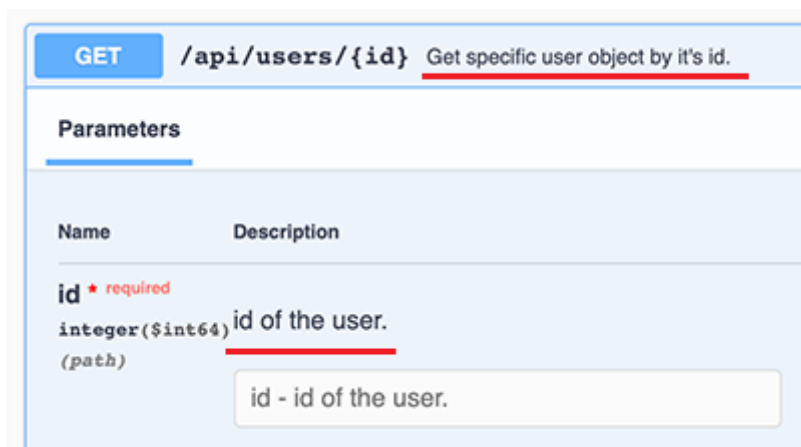 GET /api/users/{id} Get specific user object by it's id.
Parameters
Name Description
id * required
integer($int64)
(path)
id of the user.
id - id of the user.